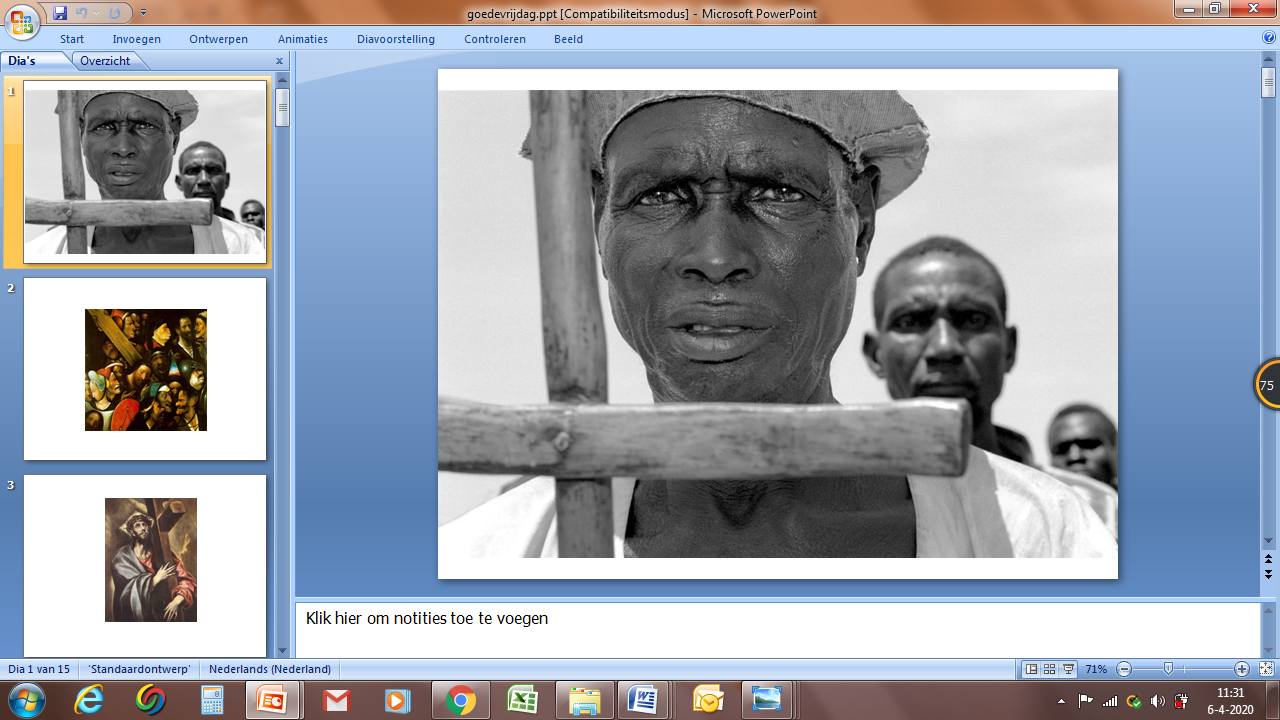 goedevrijdag.ppt [Compatibiliteitsmodus] - Microsoft PowerPoint
Start Invoegen Ontwerpen Animaties Diavoorstelling Controleren Beeld
Dia's Overzicht x
1
2
3
75
Klik hier om notities toe te voegen
Dia 1 van 15 'Standaardontwerp' Nederlands (Nederland) 71%
11:31
6-4-2020